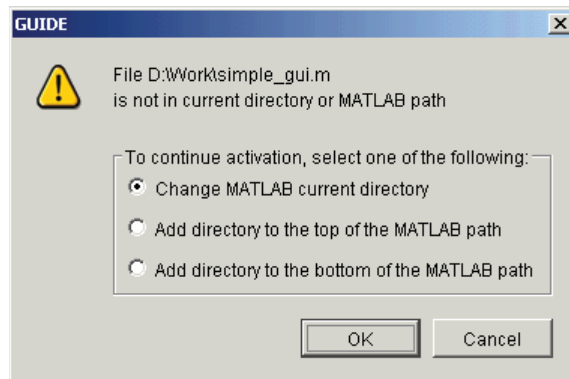 GUIDE
File D:\Work\simple_gui.m
is not in current directory or MATLAB path
To continue activation, select one of the following:
Change MATLAB current directory
Add directory to the top of the MATLAB path
Add directory to the bottom of the MATLAB path
OK
Cancel